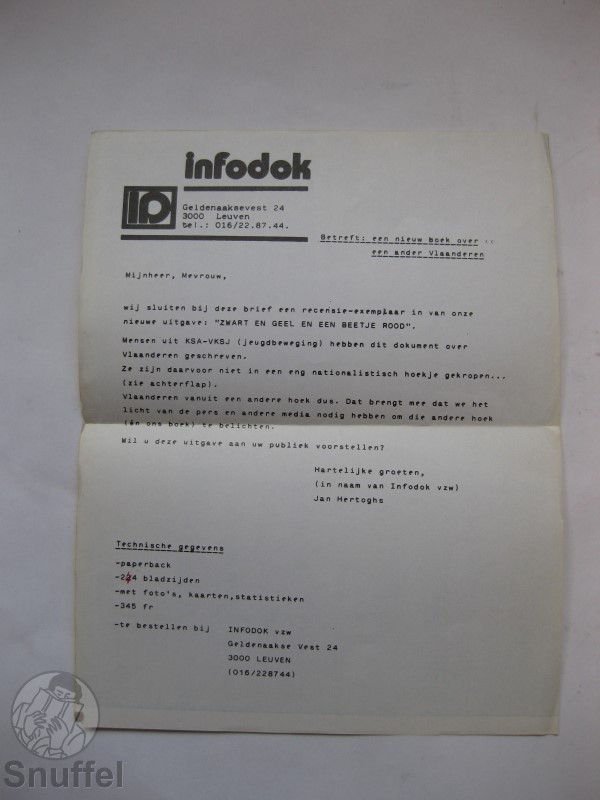 infodok
Geldenaaksevest 24
3000 Leuven
tel.: 016/22.87.44.
Betreft: een nieuw boek over
een ander Vlaanderen
Mijnheer, Mevrouw,
wij sluiten bij deze brief een recensie-exemplaar in van onze
nieuwe uitgave: "ZWART EN GEEL EN EEN BEETJE ROOD".
Mensen uit KSA-VKSJ (jeugdbeweging) hebben dit dokument over
Vlaanderen geschreven.
Ze zijn daarvoor niet in een eng nationalistisch hoekje gekropen...
(zie achterflap).
Vlaanderen vanuit een andere hoek dus. Dat brengt mee dat we het
licht van de pers en andere media nodig hebben om die andere hoek
(én ons boek) te belichten.
Wil u deze uitgave aan uw publiek voorstellen?
Hartelijke groeten,
(in naam van Infodok vzw)
Jan Hertoghs
Technische gegevens
-paperback
bladzijden
-met foto's, kaarten,statistieken
-345 fr
-te bestellen bij INFODOK vzw
Geldenaakse Vest 24
3000 LEUVEN
(016/228744)
Snuffel